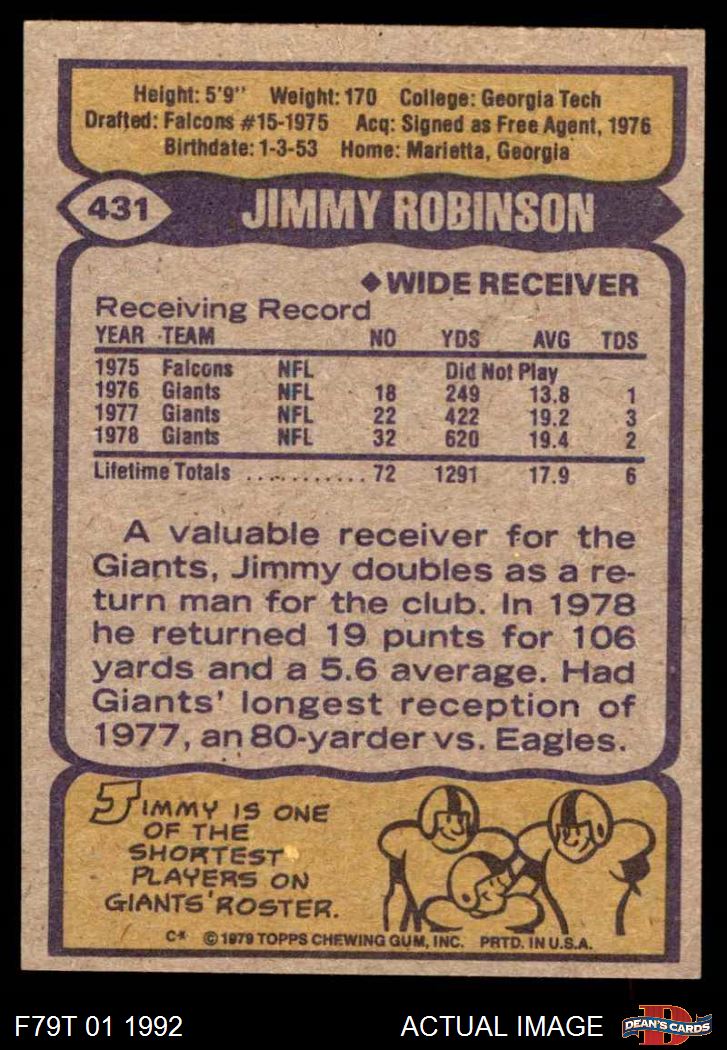 Height: 5'9" Weight: 170 College: Georgia Tech
Drafted: Falcons #15-1975 Acq: Signed as Free Agent, 1976
Birthdate: 1-3-53 Home: Marietta, Georgia
431 JIMMY ROBINSON
◆WIDE RECEIVER
Receiving Record
YEAR TEAM NO YDS AVG TDS
1975 Falcons NFL Did Not Play
1976 Giants NFL 18 249 13.8 1
1977 Giants NFL 22 422 19.2 3
1978 Giants NFL 32 620 19.4 2
Lifetime Totals ............ 72 1291 17.9 6
A valuable receiver for the
Giants, Jimmy doubles as a re-
turn man for the club. In 1978
he returned 19 punts for 106
yards and a 5.6 average. Had
Giants' longest reception of
1977, an 80-yarder vs. Eagles.
JIMMY IS ONE
OF THE
SHORTEST
PLAYERS ON
GIANTS' ROSTER.
C* © 1979 TOPPS CHEWING GUM, INC. PRTD. IN U.S.A.
F79T 01 1992 ACTUAL IMAGE D DEAN'S CARDS